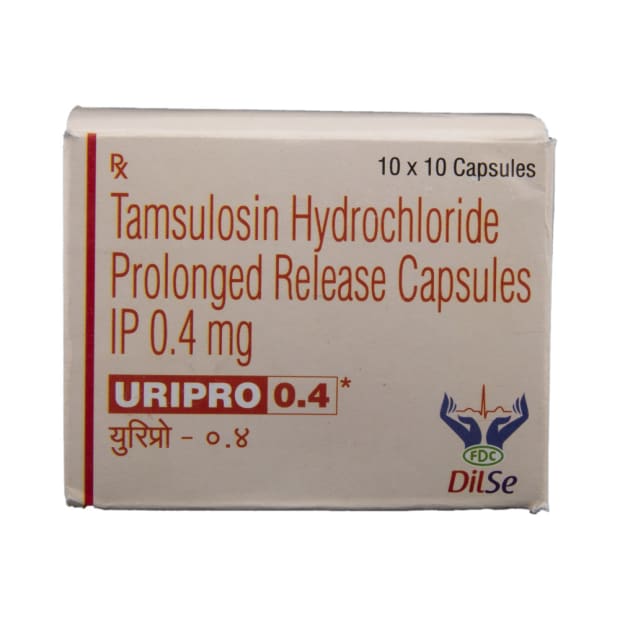 Rx
10 x 10 Capsules
Tamsulosin Hydrochloride
Prolonged Release Capsules
IP 0.4 mg
URIPRO 0.4*
युरिप्रो - ०.४
FDC
DilSe